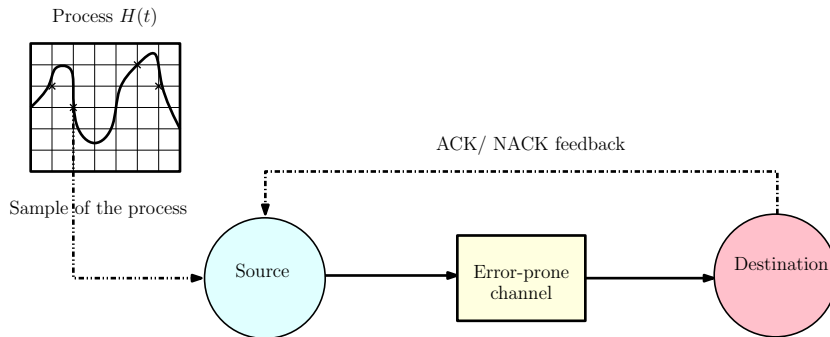 Process H(t)
ACK/ NACK feedback
Sample of the process
Source
Error-prone
channel
Destination